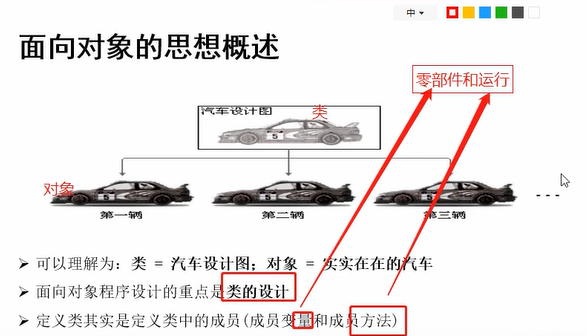 中
面向对象的思想概述
零部件和运行
汽车设计图
类
对象
第一辆
第二辆
第三辆
可以理解为：类 = 汽车设计图；对象 = 实实在在的汽车
面向对象程序设计的重点是类的设计
定义类其实是定义类中的成员(成员变量和成员方法)